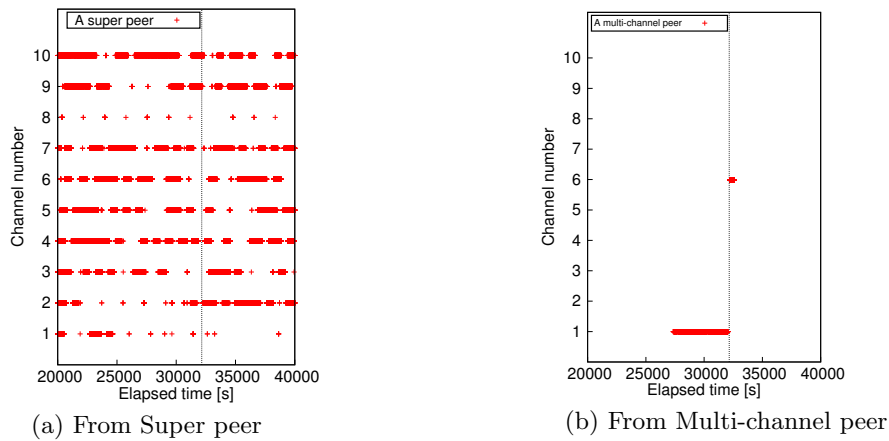 A super peer
10
9
8
7
6
5
4
3
2
1
Channel number
20000 25000 30000 35000 40000
Elapsed time [s]
(a) From Super peer
A multi-channel peer
10
9
8
7
6
5
4
3
2
1
Channel number
20000 25000 30000 35000 40000
Elapsed time [s]
(b) From Multi-channel peer